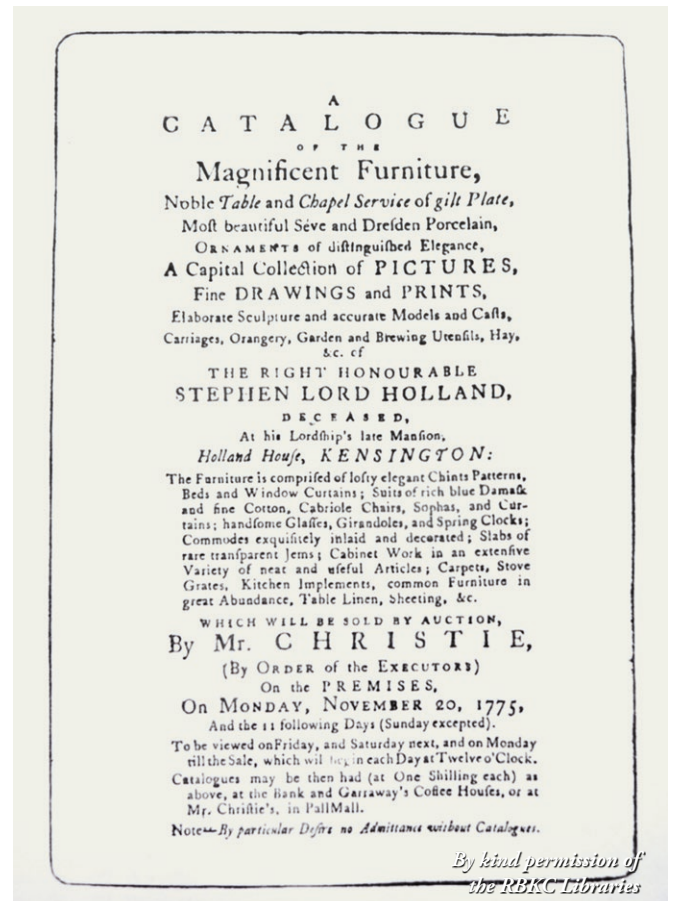 A
CATALOGUE
OF THE
Magnificent Furniture,
Noble Table and Chapel Service of gilt Plate,
Moſt beautiful Séve and Dreſden Porcelain,
ORNAMENTS of diſtinguiſhed Elegance,
A Capital Collection of PICTURES,
Fine DRAWINGS and PRINTS,
Elaborate Sculpture and accurate Models and Caſts,
Carriages, Orangery, Garden and Brewing Utenſils, Hay,
&c. of
THE RIGHT HONOURABLE
STEPHEN LORD HOLLAND,
DECEASED,
At his Lordſhip's late Manſion,
Holland Houſe, KENSINGTON:
The Furniture is compriſed of lofty elegant Chints Patterns,
Beds and Window Curtains; Suits of rich blue Damaſk
and fine Cotton, Cabriole Chairs, Sophas, and Cur-
tains; handſome Glaſſes, Girandoles, and Spring Clocks;
Commodes exquiſitely inlaid and decorated; Slabs of
rare tranſparent Jems; Cabinet Work in an extenſive
Variety of neat and uſeful Articles; Carpets, Stove
Grates, Kitchen Implements, common Furniture in
great Abundance, Table Linen, Sheeting, &c.
WHICH WILL BE SOLD BY AUCTION,
By Mr. CHRISTIE,
(By ORDER of the EXECUTORS)
On the PREMISES,
On MONDAY, NOVEMBER 20, 1775,
And the 11 following Days (Sunday excepted).
To be viewed on Friday, and Saturday next, and on Monday
till the Sale, which wil begin each Day at Twelve o'Clock.
Catalogues may be then had (at One Shilling each) as
above, at the Bank and Garraway's Coffee Houſes, or at
Mr. Chriſtie's, in Pall Mall.
Note—By particular Deſire no Admittance without Catalogues.
By kind permission of
the RBKC Libraries